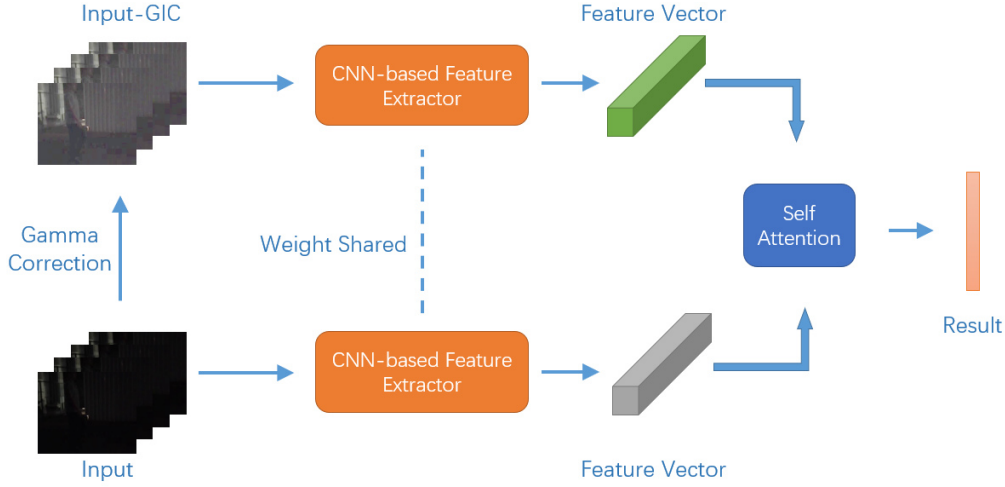 Input-GIC
Feature Vector
CNN-based Feature
Extractor
Self
Attention
Gamma
Correction
Weight Shared
Result
CNN-based Feature
Extractor
Input
Feature Vector